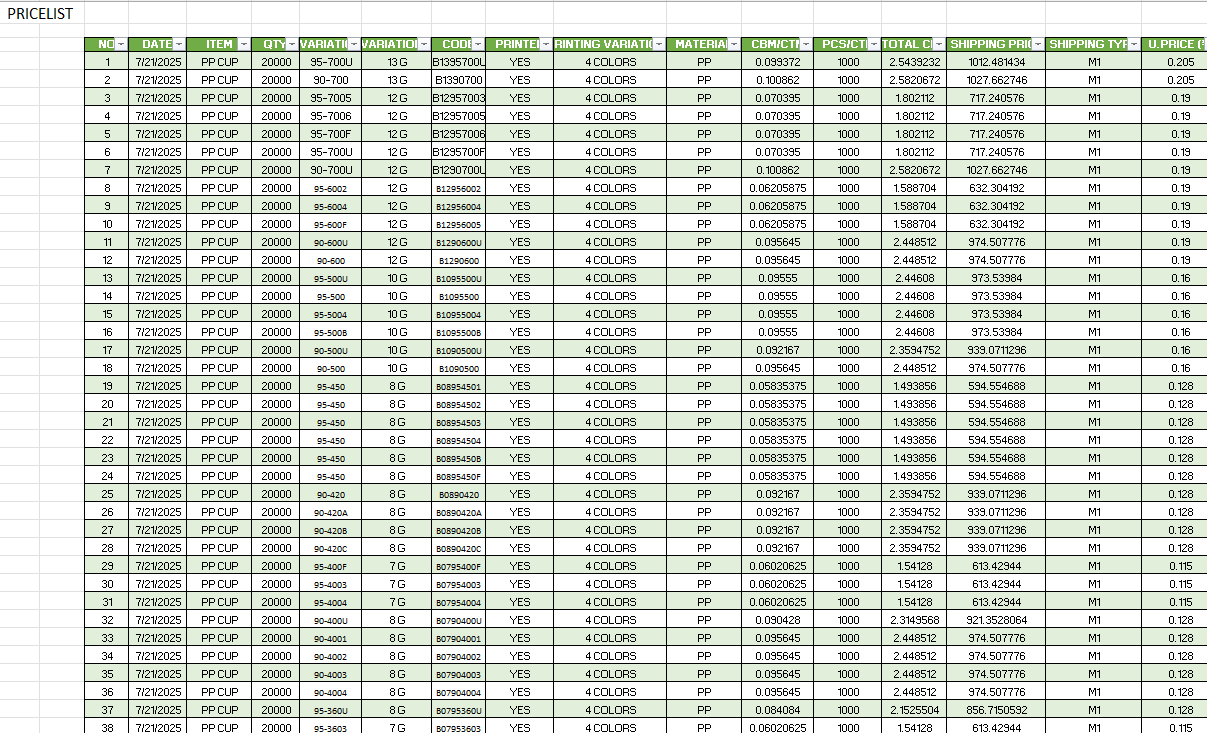 PRICELIST
NO DATE ITEM QTY VARIATI VARIATION CODE PRINTE RINTING VARIATIO MATERIA CBM/CT PCS/CT TOTAL C SHIPPING PRI SHIPPING TYP U.PRICE (
1 7/21/2025 PP CUP 20000 95-700U 13 G B1395700U YES 4 COLORS PP 0.099372 1000 2.5439232 1012.481434 M1 0.205
2 7/21/2025 PP CUP 20000 90-700 13 G B1390700 YES 4 COLORS PP 0.100862 1000 2.5820672 1027.662746 M1 0.205
3 7/21/2025 PP CUP 20000 95-7005 12 G B12957003 YES 4 COLORS PP 0.070395 1000 1.802112 717.240576 M1 0.19
4 7/21/2025 PP CUP 20000 95-7006 12 G B12957005 YES 4 COLORS PP 0.070395 1000 1.802112 717.240576 M1 0.19
5 7/21/2025 PP CUP 20000 95-700F 12 G B12957006 YES 4 COLORS PP 0.070395 1000 1.802112 717.240576 M1 0.19
6 7/21/2025 PP CUP 20000 95-700U 12 G B1295700F YES 4 COLORS PP 0.070395 1000 1.802112 717.240576 M1 0.19
7 7/21/2025 PP CUP 20000 90-700U 12 G B1290700U YES 4 COLORS PP 0.100862 1000 2.5820672 1027.662746 M1 0.19
8 7/21/2025 PP CUP 20000 95-6002 12 G B12956002 YES 4 COLORS PP 0.06205875 1000 1.588704 632.304192 M1 0.19
9 7/21/2025 PP CUP 20000 95-6004 12 G B12956004 YES 4 COLORS PP 0.06205875 1000 1.588704 632.304192 M1 0.19
10 7/21/2025 PP CUP 20000 95-600F 12 G B12956005 YES 4 COLORS PP 0.06205875 1000 1.588704 632.304192 M1 0.19
11 7/21/2025 PP CUP 20000 90-600U 12 G B1290600U YES 4 COLORS PP 0.095645 1000 2.448512 974.507776 M1 0.19
12 7/21/2025 PP CUP 20000 90-600 12 G B1290600 YES 4 COLORS PP 0.095645 1000 2.448512 974.507776 M1 0.19
13 7/21/2025 PP CUP 20000 95-500U 10 G B1095500U YES 4 COLORS PP 0.09555 1000 2.44608 973.53984 M1 0.16
14 7/21/2025 PP CUP 20000 95-500 10 G B1095500 YES 4 COLORS PP 0.09555 1000 2.44608 973.53984 M1 0.16
15 7/21/2025 PP CUP 20000 95-5004 10 G B10955004 YES 4 COLORS PP 0.09555 1000 2.44608 973.53984 M1 0.16
16 7/21/2025 PP CUP 20000 95-500B 10 G B1095500B YES 4 COLORS PP 0.09555 1000 2.44608 973.53984 M1 0.16
17 7/21/2025 PP CUP 20000 90-500U 10 G B1090500U YES 4 COLORS PP 0.092167 1000 2.3594752 939.0711296 M1 0.16
18 7/21/2025 PP CUP 20000 90-500 10 G B1090500 YES 4 COLORS PP 0.095645 1000 2.448512 974.507776 M1 0.16
19 7/21/2025 PP CUP 20000 95-450 8 G B08954501 YES 4 COLORS PP 0.05835375 1000 1.493856 594.554688 M1 0.128
20 7/21/2025 PP CUP 20000 95-450 8 G B08954502 YES 4 COLORS PP 0.05835375 1000 1.493856 594.554688 M1 0.128
21 7/21/2025 PP CUP 20000 95-450 8 G B08954503 YES 4 COLORS PP 0.05835375 1000 1.493856 594.554688 M1 0.128
22 7/21/2025 PP CUP 20000 95-450 8 G B08954504 YES 4 COLORS PP 0.05835375 1000 1.493856 594.554688 M1 0.128
23 7/21/2025 PP CUP 20000 95-450 8 G B0895450B YES 4 COLORS PP 0.05835375 1000 1.493856 594.554688 M1 0.128
24 7/21/2025 PP CUP 20000 95-450 8 G B0895450F YES 4 COLORS PP 0.05835375 1000 1.493856 594.554688 M1 0.128
25 7/21/2025 PP CUP 20000 90-420 8 G B0890420 YES 4 COLORS PP 0.092167 1000 2.3594752 939.0711296 M1 0.128
26 7/21/2025 PP CUP 20000 90-420A 8 G B0890420A YES 4 COLORS PP 0.092167 1000 2.3594752 939.0711296 M1 0.128
27 7/21/2025 PP CUP 20000 90-420B 8 G B0890420B YES 4 COLORS PP 0.092167 1000 2.3594752 939.0711296 M1 0.128
28 7/21/2025 PP CUP 20000 90-420C 8 G B0890420C YES 4 COLORS PP 0.092167 1000 2.3594752 939.0711296 M1 0.128
29 7/21/2025 PP CUP 20000 95-400F 7 G B0795400F YES 4 COLORS PP 0.06020625 1000 1.54128 613.42944 M1 0.115
30 7/21/2025 PP CUP 20000 95-4003 7 G B07954003 YES 4 COLORS PP 0.06020625 1000 1.54128 613.42944 M1 0.115
31 7/21/2025 PP CUP 20000 95-4004 7 G B07954004 YES 4 COLORS PP 0.06020625 1000 1.54128 613.42944 M1 0.115
32 7/21/2025 PP CUP 20000 90-400U 8 G B0790400U YES 4 COLORS PP 0.090428 1000 2.3149568 921.3528064 M1 0.128
33 7/21/2025 PP CUP 20000 90-4001 8 G B07904001 YES 4 COLORS PP 0.095645 1000 2.448512 974.507776 M1 0.128
34 7/21/2025 PP CUP 20000 90-4002 8 G B07904002 YES 4 COLORS PP 0.095645 1000 2.448512 974.507776 M1 0.128
35 7/21/2025 PP CUP 20000 90-4003 8 G B07904003 YES 4 COLORS PP 0.095645 1000 2.448512 974.507776 M1 0.128
36 7/21/2025 PP CUP 20000 90-4004 8 G B07904004 YES 4 COLORS PP 0.095645 1000 2.448512 974.507776 M1 0.128
37 7/21/2025 PP CUP 20000 95-360U 8 G B0795360U YES 4 COLORS PP 0.084084 1000 2.1525504 856.7150592 M1 0.128
38 7/21/2025 PP CUP 20000 95-3603 7 G B07953603 YES 4 COLORS PP 0.06020625 1000 1.54128 613.42944 M1 0.115